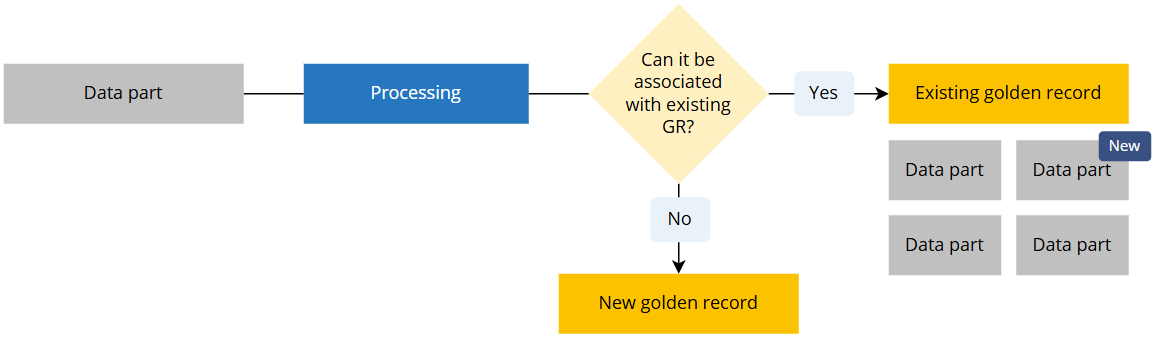 Data part
Processing
Can it be
associated
with existing
GR?
Yes
Existing golden record
New
Data part
Data part
Data part
Data part
No
New golden record